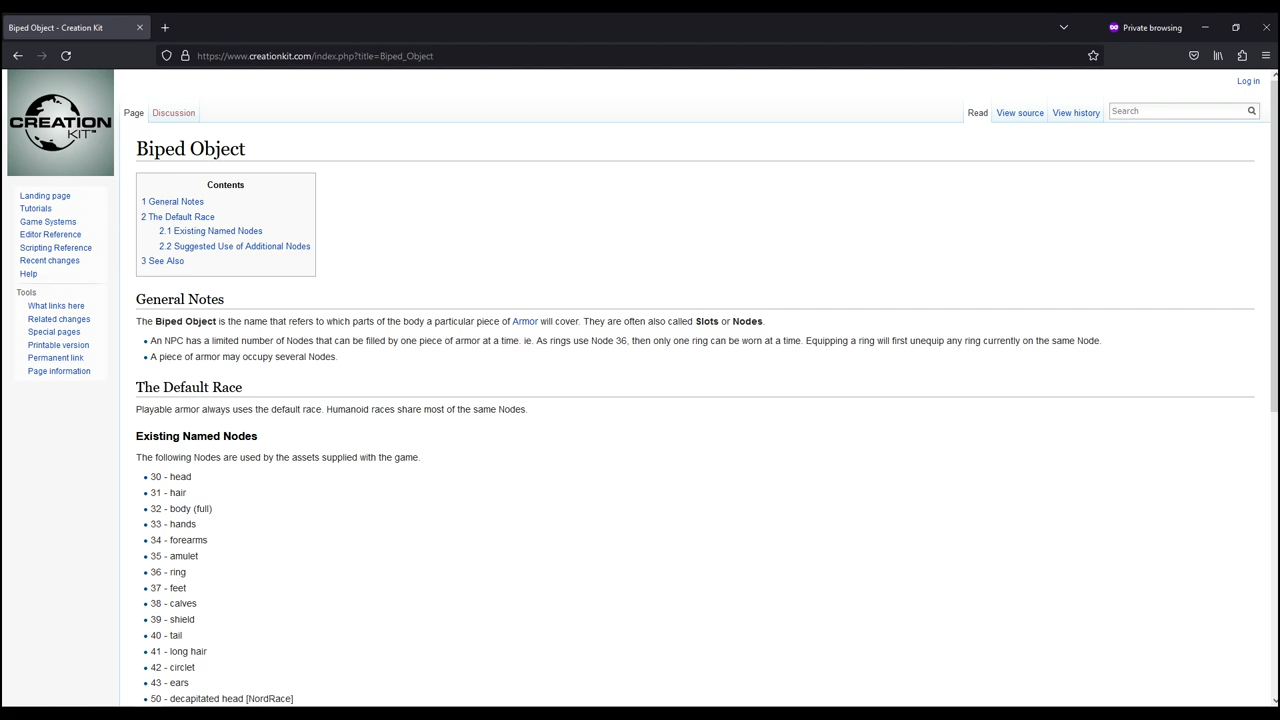 Biped Object - Creation Kit
Private browsing
https://www.creationkit.com/index.php?title=Biped_Object
CREATION
KIT™
Log in
Page
Discussion
Read
View source
View history
Search
Landing page
Tutorials
Game Systems
Editor Reference
Scripting Reference
Recent changes
Help
Tools
What links here
Related changes
Special pages
Printable version
Permanent link
Page information
Biped Object
Contents
1 General Notes
2 The Default Race
2.1 Existing Named Nodes
2.2 Suggested Use of Additional Nodes
3 See Also
General Notes
The Biped Object is the name that refers to which parts of the body a particular piece of Armor will cover. They are often also called Slots or Nodes.
• An NPC has a limited number of Nodes that can be filled by one piece of armor at a time. ie. As rings use Node 36, then only one ring can be worn at a time. Equipping a ring will first unequip any ring currently on the same Node.
• A piece of armor may occupy several Nodes.
The Default Race
Playable armor always uses the default race. Humanoid races share most of the same Nodes.
Existing Named Nodes
The following Nodes are used by the assets supplied with the game.
• 30 - head
• 31 - hair
• 32 - body (full)
• 33 - hands
• 34 - forearms
• 35 - amulet
• 36 - ring
• 37 - feet
• 38 - calves
• 39 - shield
• 40 - tail
• 41 - long hair
• 42 - circlet
• 43 - ears
• 50 - decapitated head [NordRace]